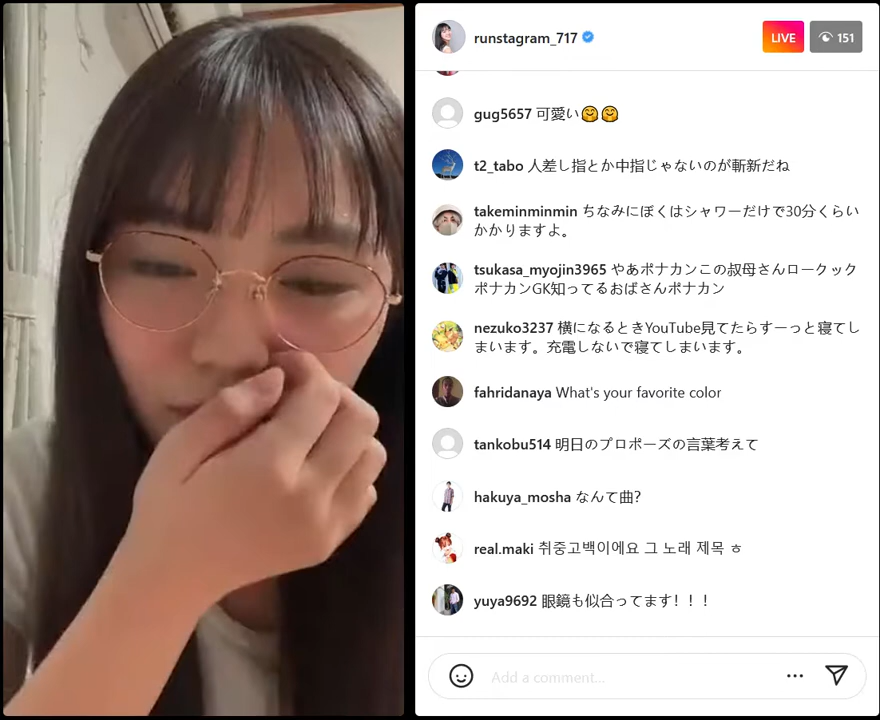 runstagram_717
LIVE
151
gug5657 可愛い🤗🤗
t2_tabo 人差し指とか中指じゃないのが斬新だね
takeminminmin ちなみにぼくはシャワーだけで30分くらい
かかりますよ。
tsukasa_myojin3965 やあポナカンこの叔母さんロークック
ポナカンGK知ってるおばさんポナカン
nezuko3237 横になるときYouTube見てたらすーっと寝てし
まいます。充電しないで寝てしまいます。
fahridanaya What's your favorite color
tankobu514 明日のプロポーズの言葉考えて
hakuya_mosha なんて曲?
real.maki 취중고백이에요 그 노래 제목 ㅎ
yuya9692 眼鏡も似合ってます！！！
Add a comment...